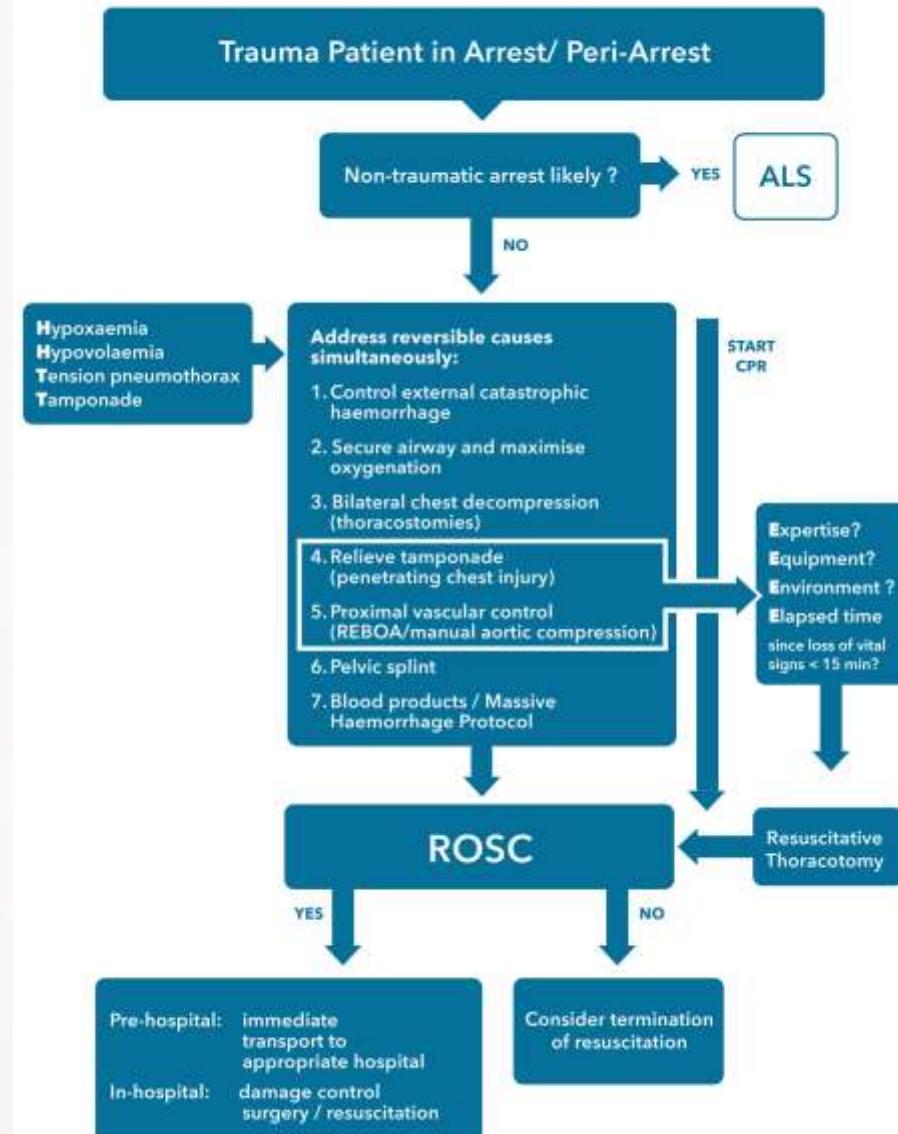 Trauma Patient in Arrest/ Peri-Arrest
Non-traumatic arrest likely ?
YES
ALS
NO
Hypoxaemia
Hypovolaemia
Tension pneumothorax
Tamponade
Address reversible causes
simultaneously:
1. Control external catastrophic
haemorrhage
2. Secure airway and maximise
oxygenation
3. Bilateral chest decompression
(thoracostomies)
4. Relieve tamponade
(penetrating chest injury)
5. Proximal vascular control
(REBOA/manual aortic compression)
6. Pelvic splint
7. Blood products / Massive
Haemorrhage Protocol
START
CPR
Expertise?
Equipment?
Environment ?
Elapsed time
since loss of vital
signs < 15 min?
Resuscitative
Thoracotomy
ROSC
YES
NO
Pre-hospital: immediate
transport to
appropriate hospital
In-hospital: damage control
surgery / resuscitation
Consider termination
of resuscitation